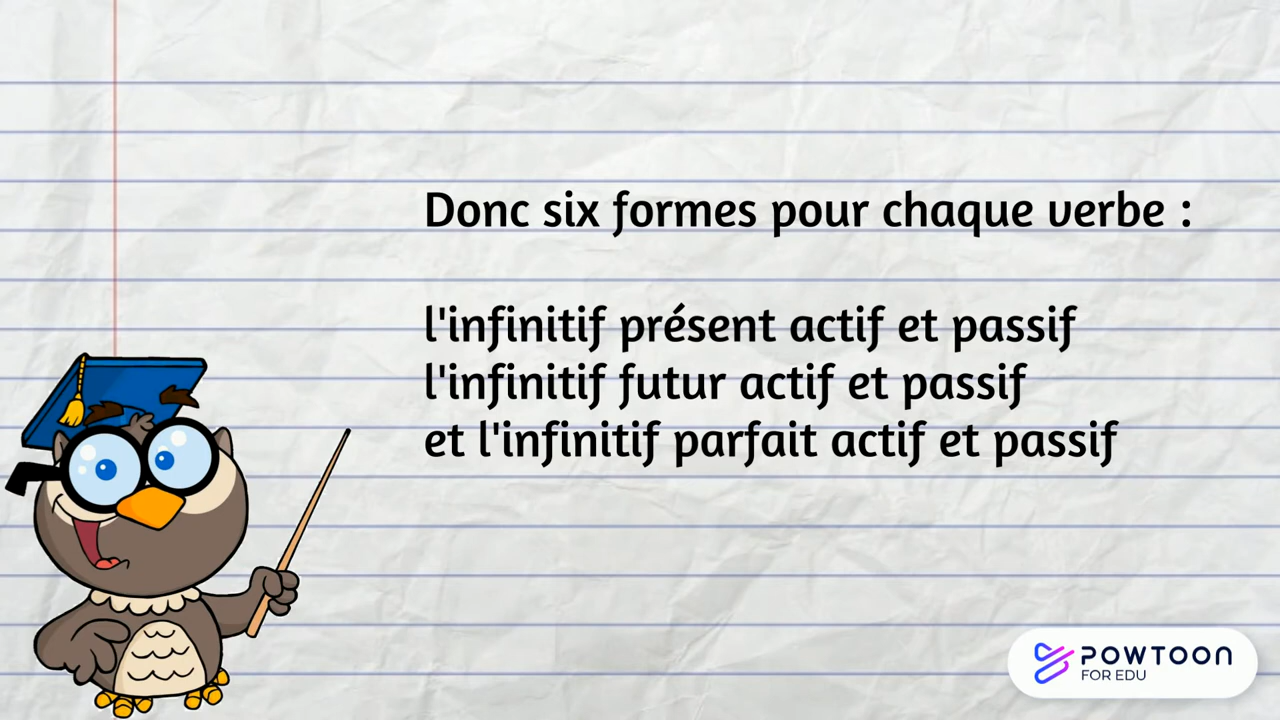 Donc six formes pour chaque verbe :
l'infinitif présent actif et passif
l'infinitif futur actif et passif
et l'infinitif parfait actif et passif
POWTOON
FOR EDU